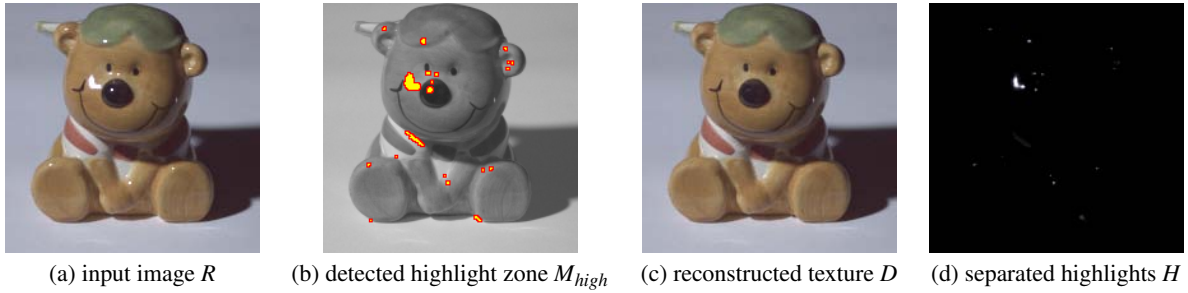 (a) input image R
(b) detected highlight zone M_high
(c) reconstructed texture D
(d) separated highlights H